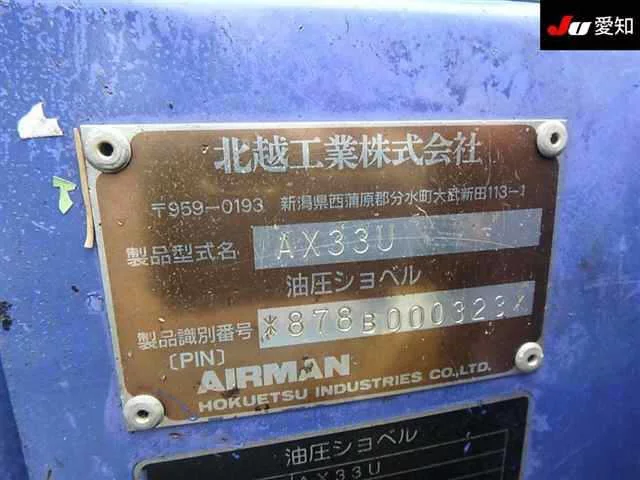 JU 愛知
北越工業株式会社
〒959-0193 新潟県西蒲原郡分水町大武新田113-1
製品型式名 AX33U
油圧ショベル
製品識別番号 *878B000323*
[PIN]
AIRMAN
HOKUETSU INDUSTRIES CO.,LTD.
油圧ショベル
AX33U